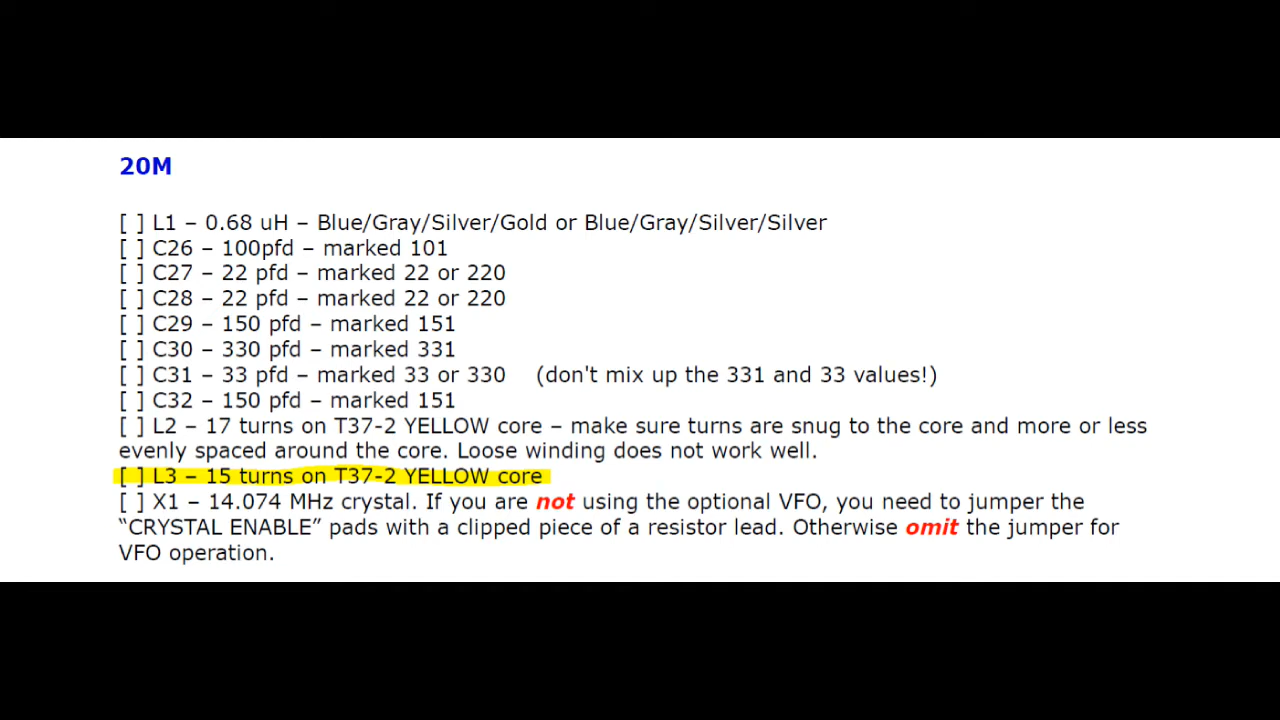 20M
[ ] L1 – 0.68 uH – Blue/Gray/Silver/Gold or Blue/Gray/Silver/Silver
[ ] C26 – 100pfd – marked 101
[ ] C27 – 22 pfd – marked 22 or 220
[ ] C28 – 22 pfd – marked 22 or 220
[ ] C29 – 150 pfd – marked 151
[ ] C30 – 330 pfd – marked 331
[ ] C31 – 33 pfd – marked 33 or 330 (don't mix up the 331 and 33 values!)
[ ] C32 – 150 pfd – marked 151
[ ] L2 – 17 turns on T37-2 YELLOW core – make sure turns are snug to the core and more or less
evenly spaced around the core. Loose winding does not work well.
[ ] L3 – 15 turns on T37-2 YELLOW core
[ ] X1 – 14.074 MHz crystal. If you are not using the optional VFO, you need to jumper the
“CRYSTAL ENABLE” pads with a clipped piece of a resistor lead. Otherwise omit the jumper for
VFO operation.